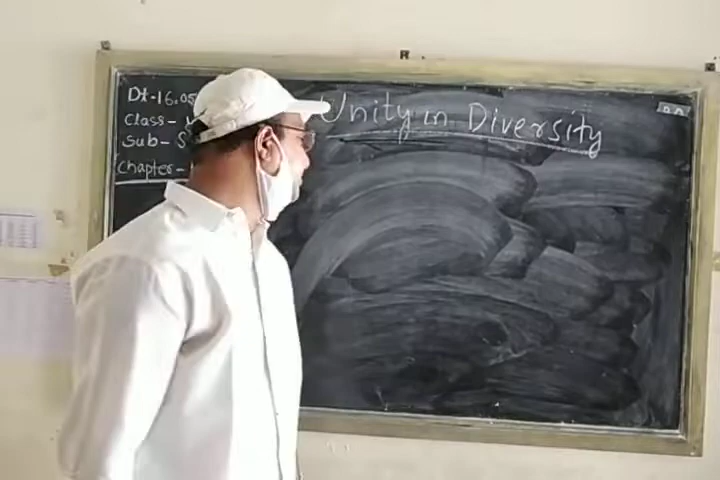 Dt-16.05
Class-
Sub-S
Chapter-
Unity in Diversity